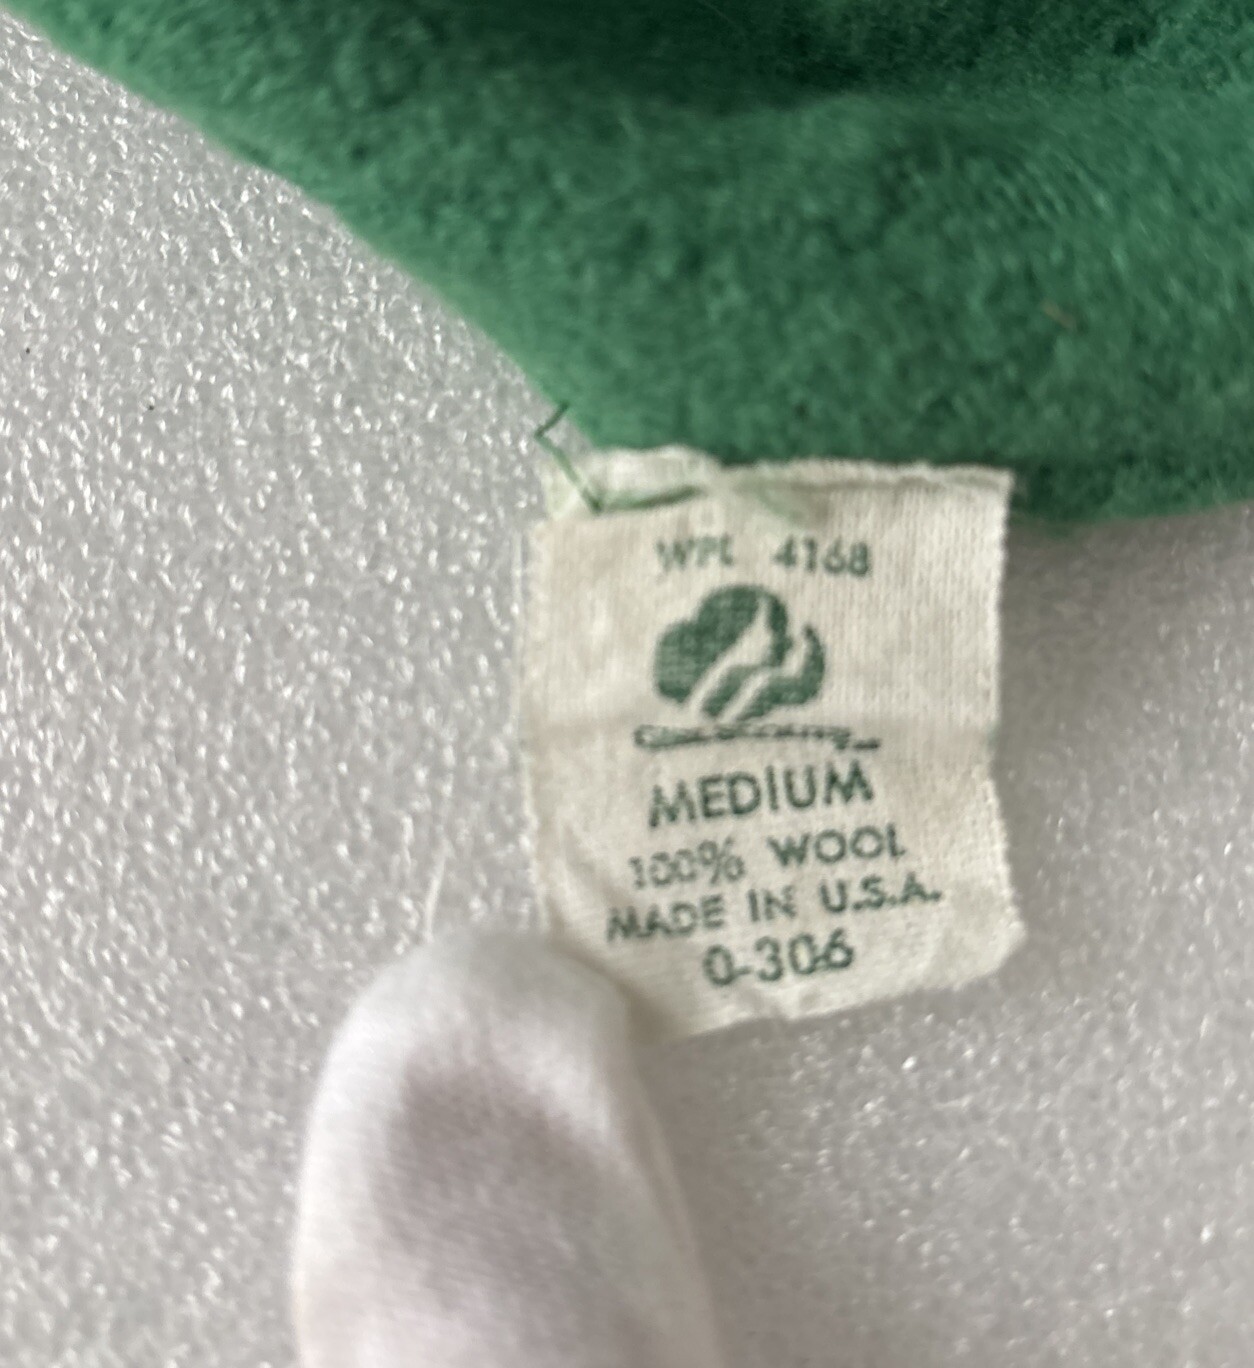 WPL 4168
MEDIUM
100% WOOL
MADE IN U.S.A.
0-306